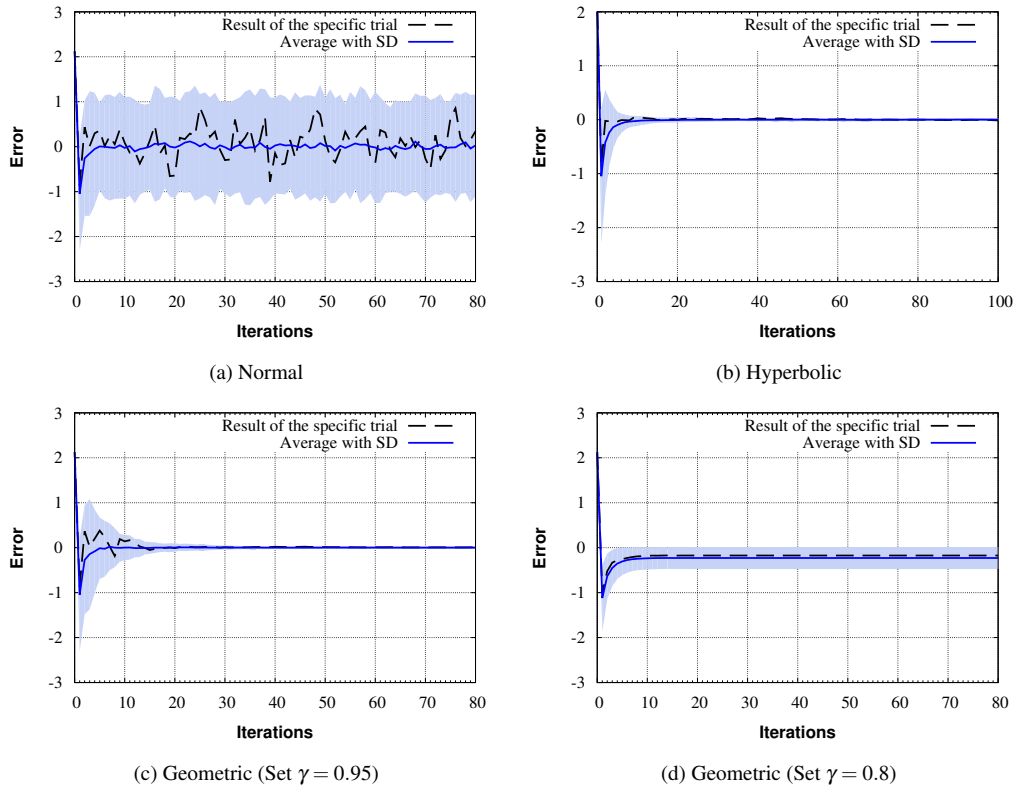 Result of the specific trial
Average with SD
3
2
1
0
-1
-2
-3
Error
0 10 20 30 40 50 60 70 80
Iterations
(a) Normal
Result of the specific trial
Average with SD
2
1
0
-1
-2
-3
Error
0 20 40 60 80 100
Iterations
(b) Hyperbolic
Result of the specific trial
Average with SD
3
2
1
0
-1
-2
-3
Error
0 10 20 30 40 50 60 70 80
Iterations
(c) Geometric (Set γ = 0.95)
Result of the specific trial
Average with SD
3
2
1
0
-1
-2
-3
Error
0 10 20 30 40 50 60 70 80
Iterations
(d) Geometric (Set γ = 0.8)